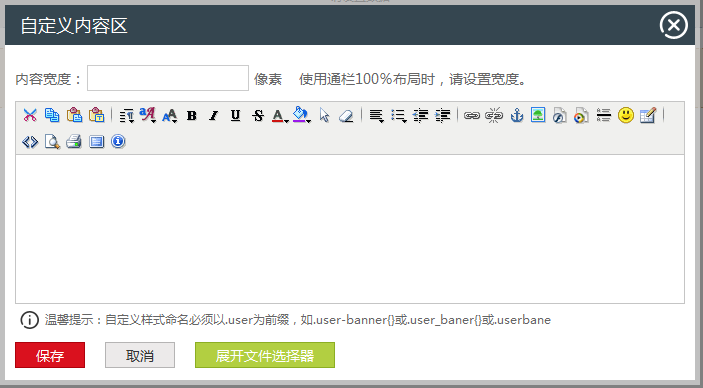 自定义内容区
内容宽度： 像素 使用通栏100%布局时，请设置宽度。
温馨提示：自定义样式命名必须以.user为前缀，如.user-banner{}或.user_baner{}或.userbane
保存 取消 展开文件选择器